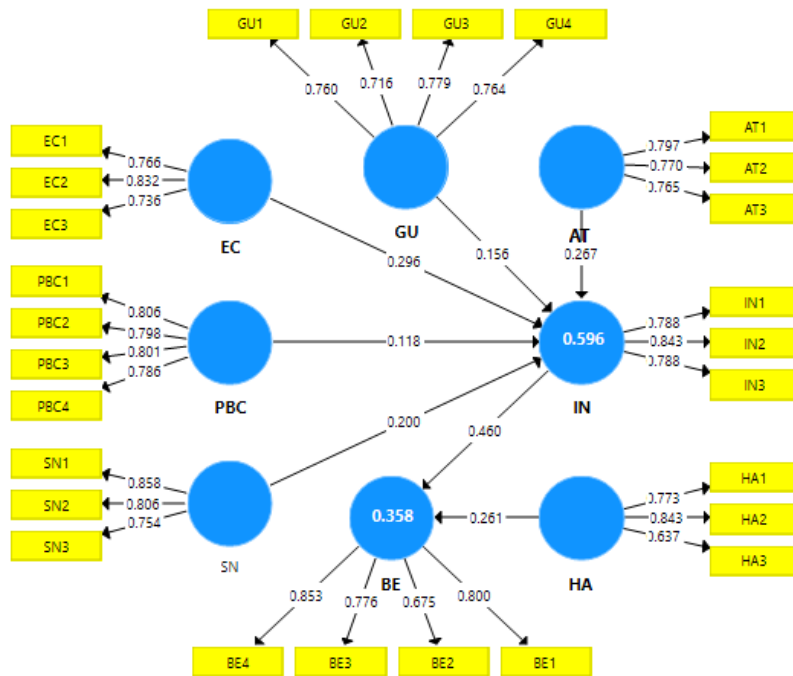 GU1 GU2 GU3 GU4
0.760 0.716 0.779 0.764
EC1
EC2
EC3
0.766
0.832
0.736
EC
GU
AT
0.797
0.770
0.765
AT1
AT2
AT3
0.296
0.156
0.267
PBC1
PBC2
PBC3
PBC4
0.806
0.798
0.801
0.786
PBC
0.118
0.596
IN
0.788
0.843
0.788
IN1
IN2
IN3
SN1
SN2
SN3
0.858
0.806
0.754
SN
0.200
0.460
0.358
BE
0.261
HA
0.773
0.843
0.637
HA1
HA2
HA3
0.853 0.776 0.675 0.800
BE4 BE3 BE2 BE1